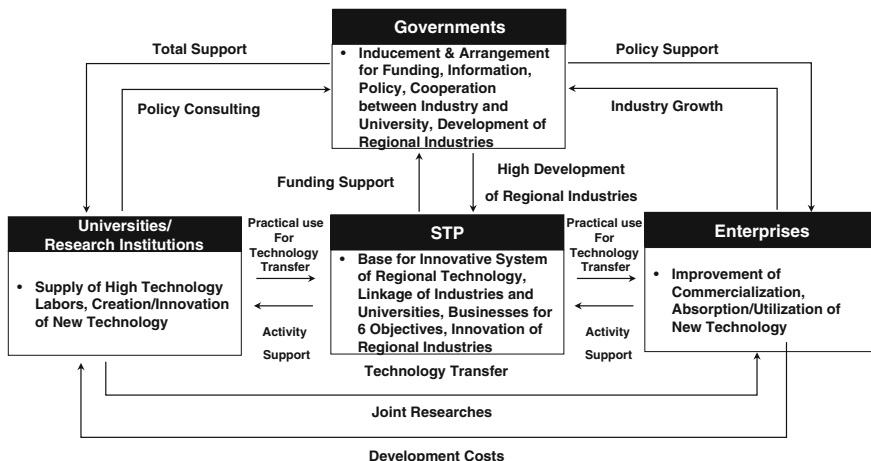 Governments
Total Support
Policy Support
• Inducement & Arrangement
for Funding, Information,
Policy, Cooperation
between Industry and
University, Development of
Regional Industries
Policy Consulting
Industry Growth
Funding Support
High Development
of Regional Industries
Universities/
Research Institutions
• Supply of High Technology
Labors, Creation/Innovation
of New Technology
Practical use
For
Technology
Transfer
Activity
Support
STP
• Base for Innovative System
of Regional Technology,
Linkage of Industries and
Universities, Businesses for
6 Objectives, Innovation of
Regional Industries
Practical use
For
Technology
Transfer
Activity
Support
Enterprises
• Improvement of
Commercialization,
Absorption/Utilization of
New Technology
Technology Transfer
Joint Researches
Development Costs